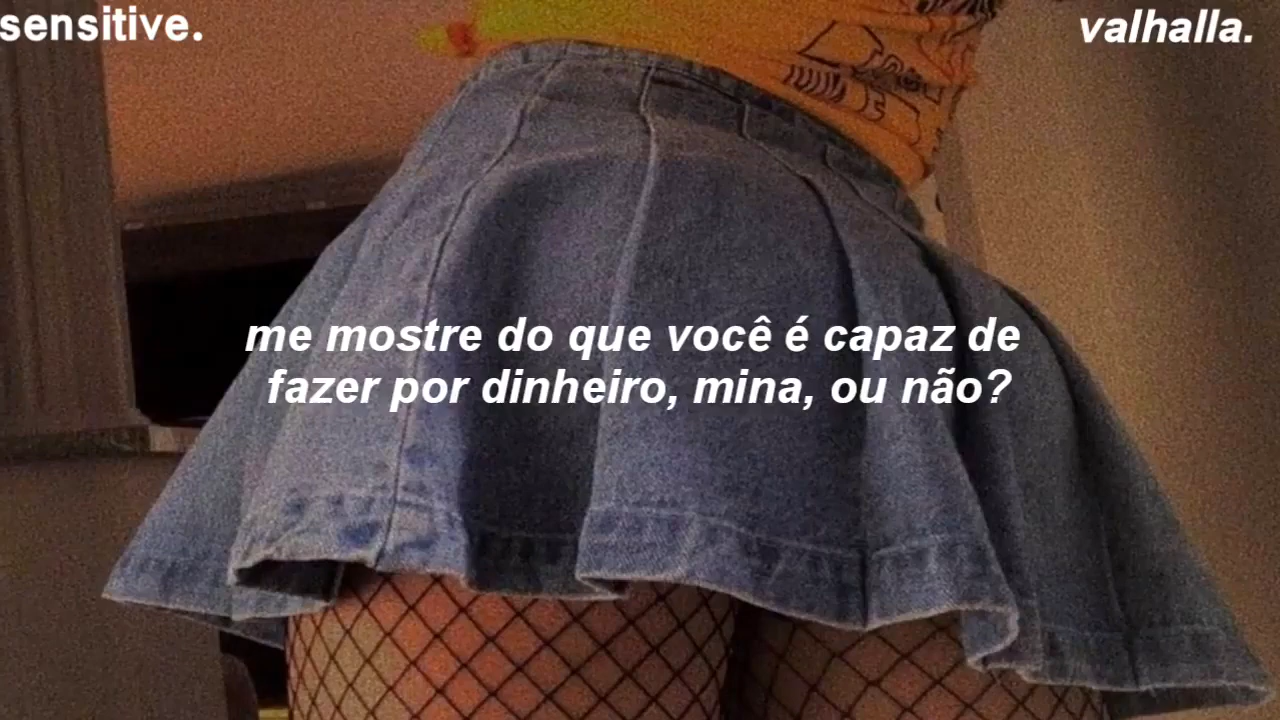 sensitive.
valhalla.
me mostre do que você é capaz de
fazer por dinheiro, mina, ou não?